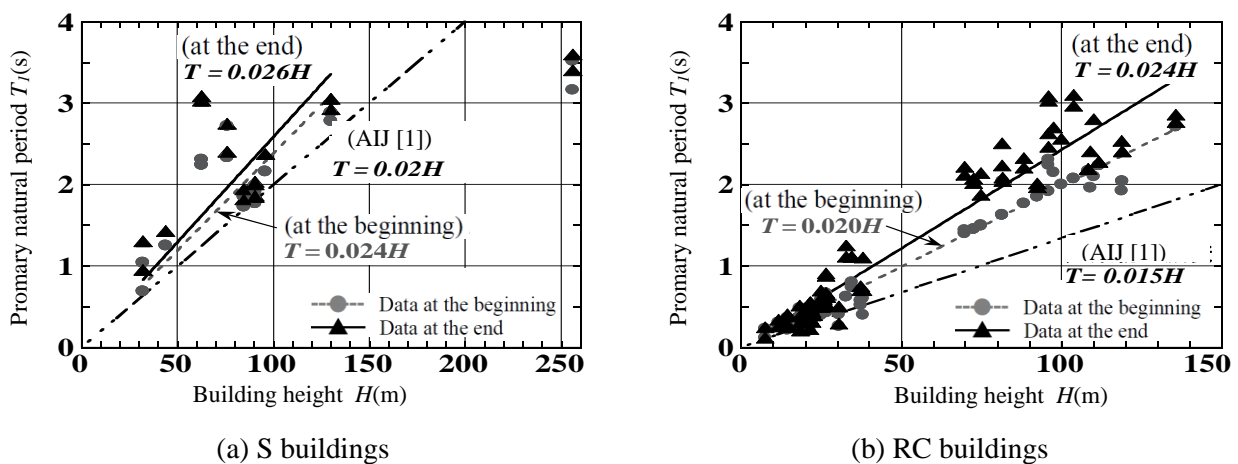 4
3
2
1
0
Promary natural period T1(s)
(at the end)
T = 0.026H
(AIJ [1])
T = 0.02H
(at the beginning)
T = 0.024H
Data at the beginning
Data at the end
50 100 150 200 250
Building height H(m)
(a) S buildings
4
3
2
1
0
Promary natural period T1(s)
(at the end)
T = 0.024H
(at the beginning)
T=0.020H
(AIJ [1])
T= 0.015H
Data at the beginning
Data at the end
50 100 150
Building height H(m)
(b) RC buildings